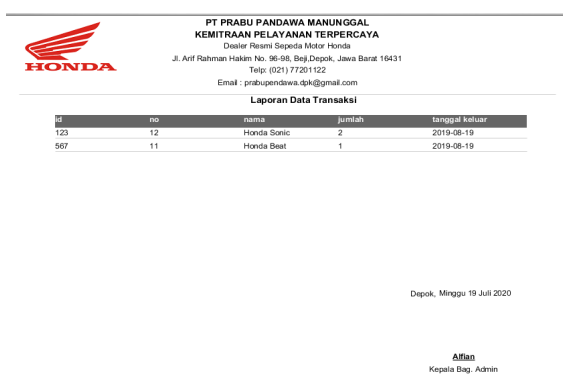 PT PRABU PANDAWA MANUNGGAL
KEMITRAAN PELAYANAN TERPERCAYA
Dealer Resmi Sepeda Motor Honda
Jl. Arif Rahman Hakim No. 96-98, Beji,Depok, Jawa Barat 16431
Telp: (021) 77201122
Email : prabupendawa.dpk@gmail.com
HONDA
Laporan Data Transaksi
id no nama jumlah tanggal keluar
123 12 Honda Sonic 2 2019-08-19
567 11 Honda Beat 1 2019-08-19
Depok, Minggu 19 Juli 2020
Alfian
Kepala Bag. Admin